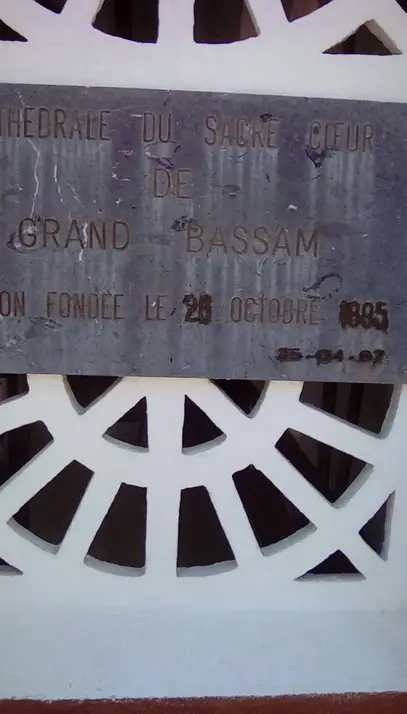 THEDRALE DU SACRE CŒUR
DE
GRAND BASSAM
ON FONDEE LE 28 OCTOBRE 1895